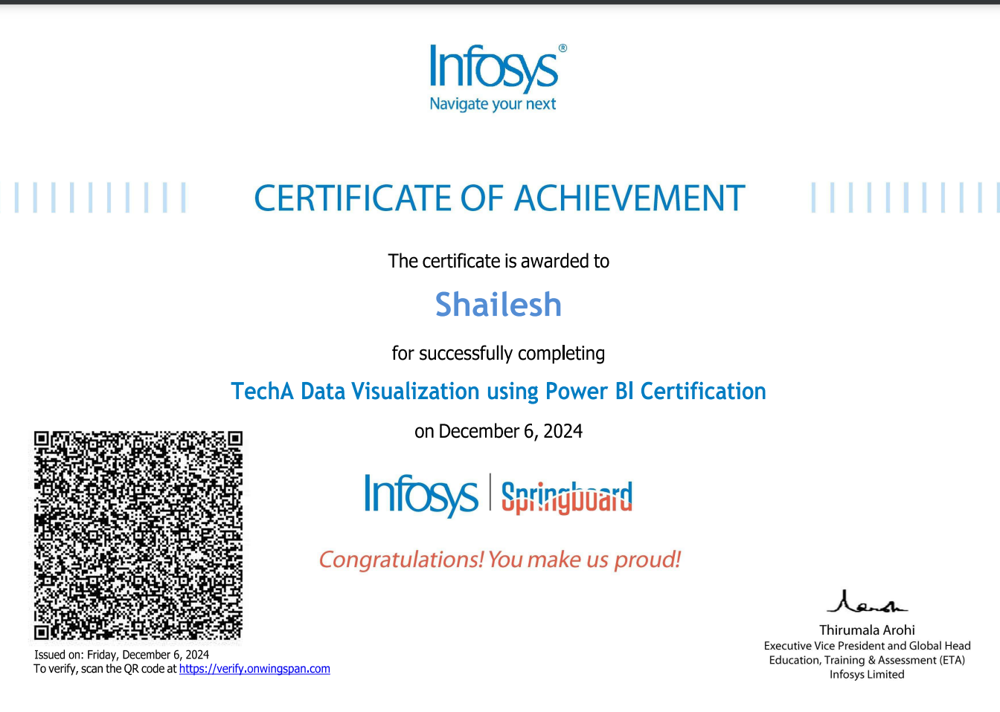 Infosys®
Navigate your next
CERTIFICATE OF ACHIEVEMENT
The certificate is awarded to
Shailesh
for successfully completing
TechA Data Visualization using Power BI Certification
on December 6, 2024
Infosys | Springboard
Congratulations! You make us proud!
Issued on: Friday, December 6, 2024
To verify, scan the QR code at https://verify.onwingspan.com
Thirumala Arohi
Executive Vice President and Global Head
Education, Training & Assessment (ETA)
Infosys Limited